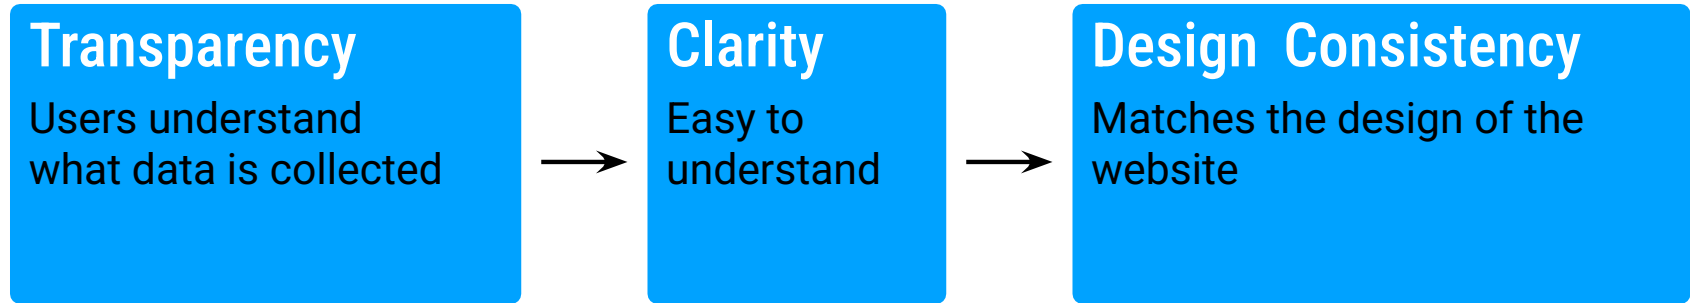 Transparency
Users understand
what data is collected
Clarity
Easy to
understand
Design Consistency
Matches the design of the
website